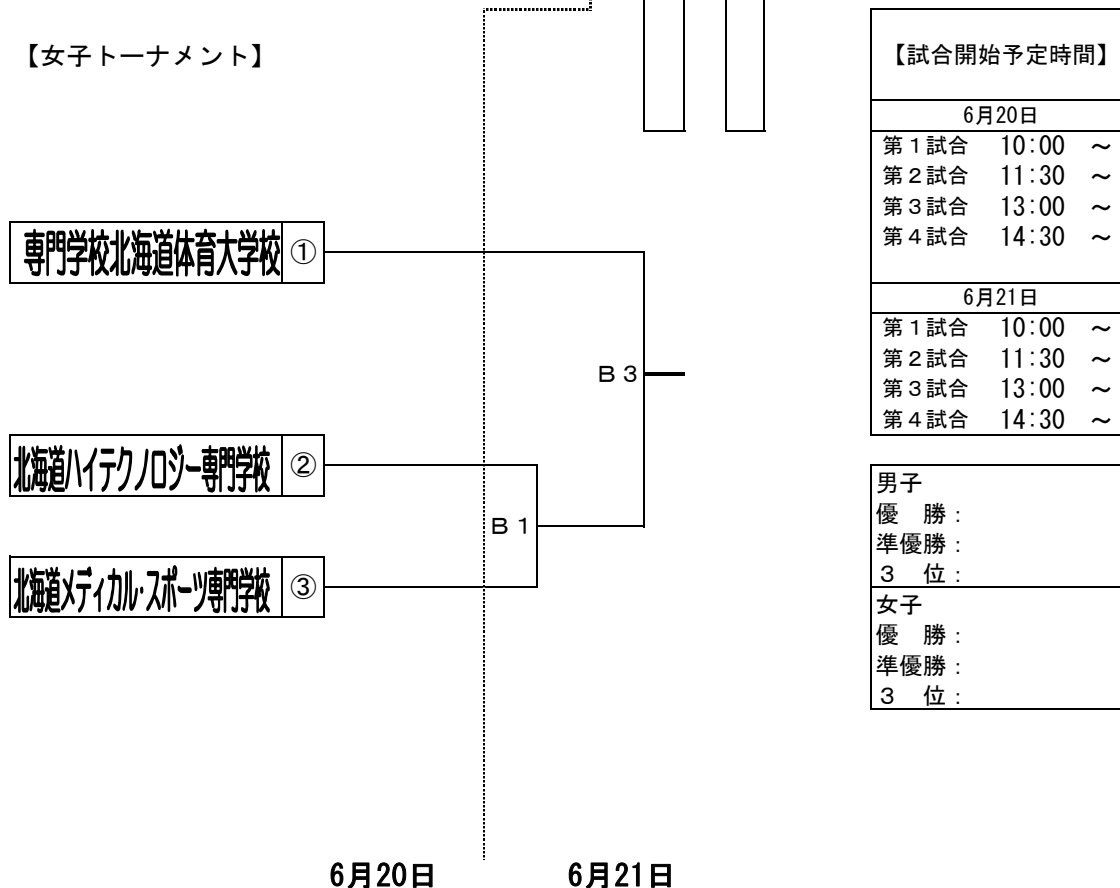 【女子トーナメント】
専門学校北海道体育大学校 ①
B3
北海道ハイテクノロジー専門学校 ②
B1
北海道メディカル・スポーツ専門学校 ③
6月20日 6月21日
【試合開始予定時間】
6月20日
第1試合 10:00 ~
第2試合 11:30 ~
第3試合 13:00 ~
第4試合 14:30 ~
6月21日
第1試合 10:00 ~
第2試合 11:30 ~
第3試合 13:00 ~
第4試合 14:30 ~
男子
優 勝:
準優勝:
3 位:
女子
優 勝:
準優勝:
3 位: